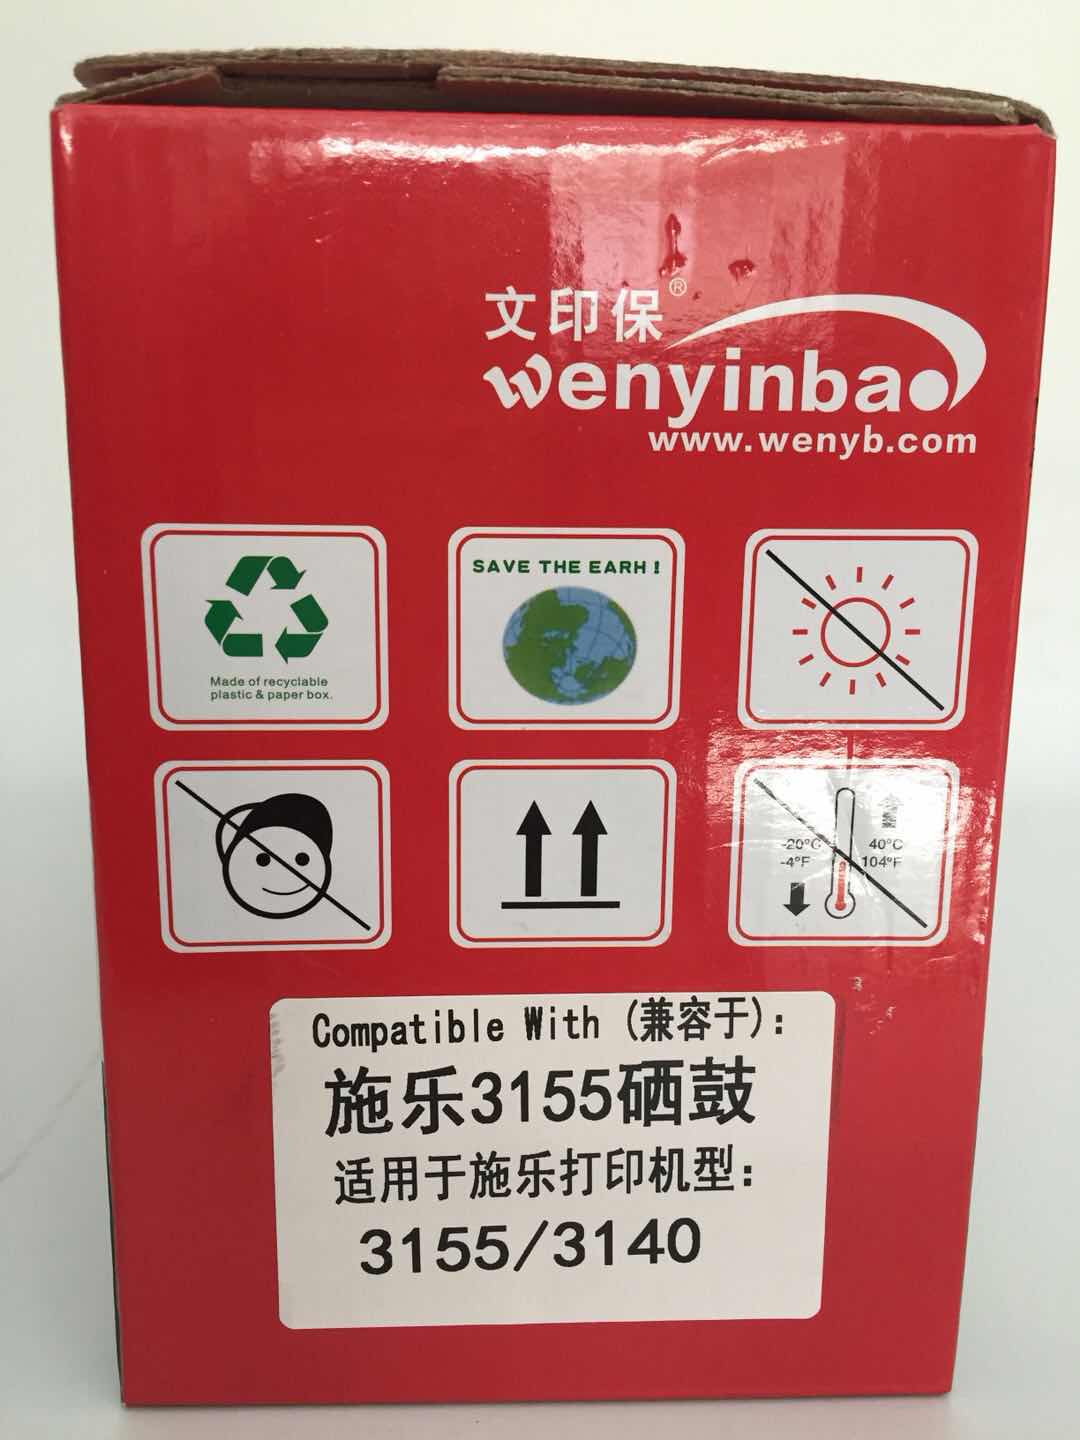 文印保®
wenyinbao
www.wenyb.com
Made of recyclable
plastic & paper box.
SAVE THE EARH!
-20°C
-4°F
40°C
104°F
Compatible With (兼容于):
施乐3155硒鼓
适用于施乐打印机型:
3155/3140